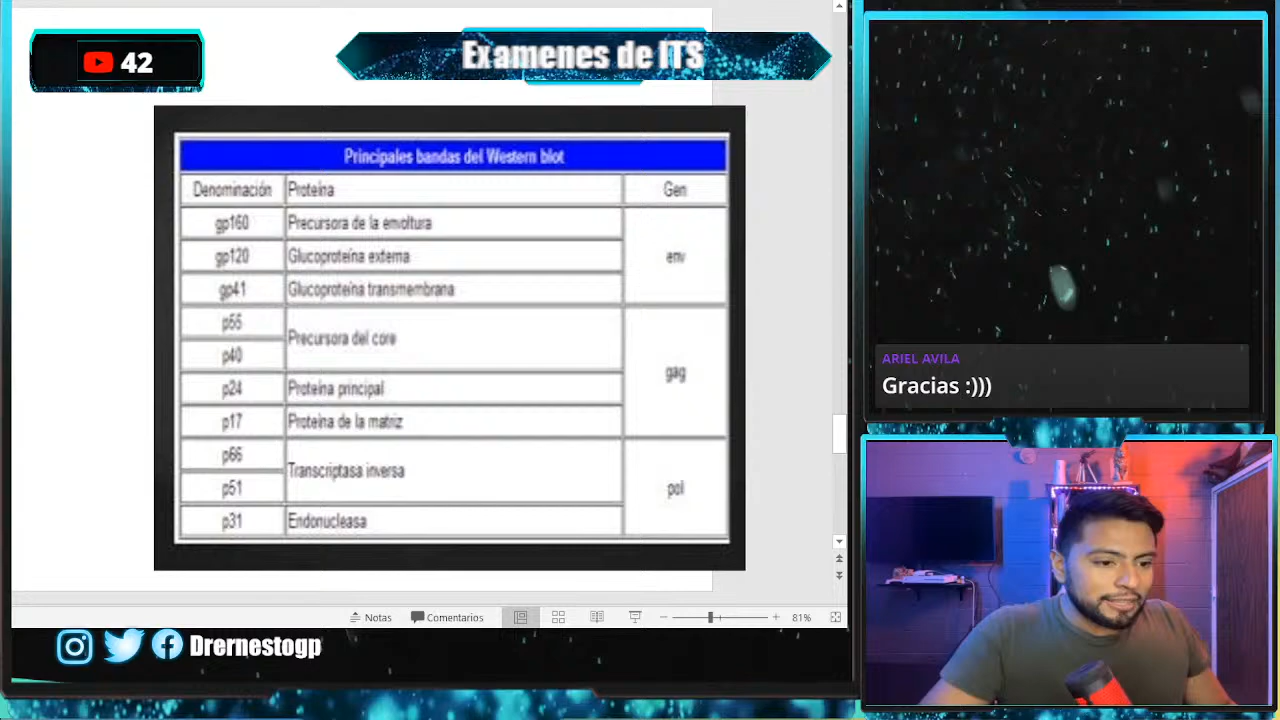 42
Examenes de ITS
Principales bandas del Western blot
Denominación Proteína Gen
gp160 Precursora de la envoltura
gp120 Glucoproteína externa env
gp41 Glucoproteína transmembrana
p55
Precursora del core
p40
gag
p24 Proteína principal
p17 Proteína de la matriz
p66
Transcriptasa inversa
p51 pol
p31 Endonucleasa
ARIEL AVILA
Gracias :)))
Notas Comentarios 81%
Drernestogp